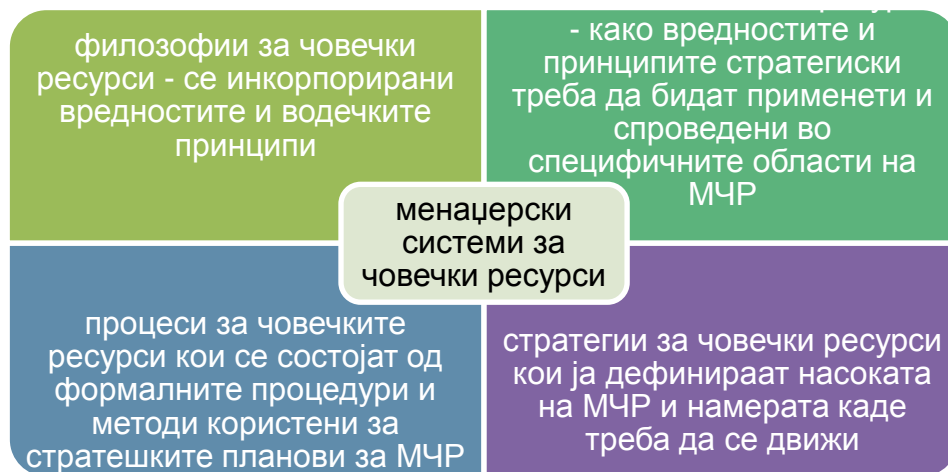 филозофии за човечки
ресурси - се инкорпорирани
вредностите и водечките
принципи
- како вредностите и
принципите стратегиски
треба да бидат применети и
спроведени во
специфичните области на
МЧР
менаџерски
системи за
човечки ресурси
процеси за човечките
ресурси кои се состојат од
формалните процедури и
методи користени за
стратешките планови за МЧР
стратегии за човечки ресурси
кои ја дефинираат насоката
на МЧР и намерата каде
треба да се движи